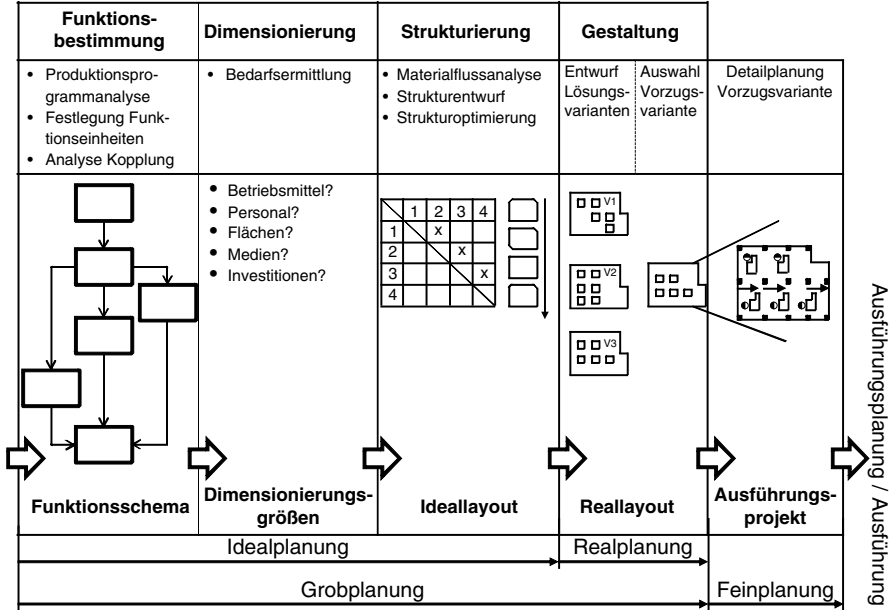 Funktions-
bestimmung
Dimensionierung
Strukturierung
Gestaltung
• Produktionspro-
grammanalyse
• Festlegung Funk-
tionseinheiten
• Analyse Kopplung
• Bedarfsermittlung
• Materialflussanalyse
• Strukturentwurf
• Strukturoptimierung
Entwurf
Lösungs-
varianten
Auswahl
Vorzugs-
variante
Detailplanung
Vorzugsvariante
• Betriebsmittel?
• Personal?
• Flächen?
• Medien?
• Investitionen?
1 2 3 4
1 x
2 x
3 x
4
V1
V2
V3
Funktionsschema
Dimensionierungs-
größen
Ideallayout
Reallayout
Ausführungs-
projekt
Idealplanung
Realplanung
Grobplanung
Feinplanung
Ausführungsplanung / Ausführung